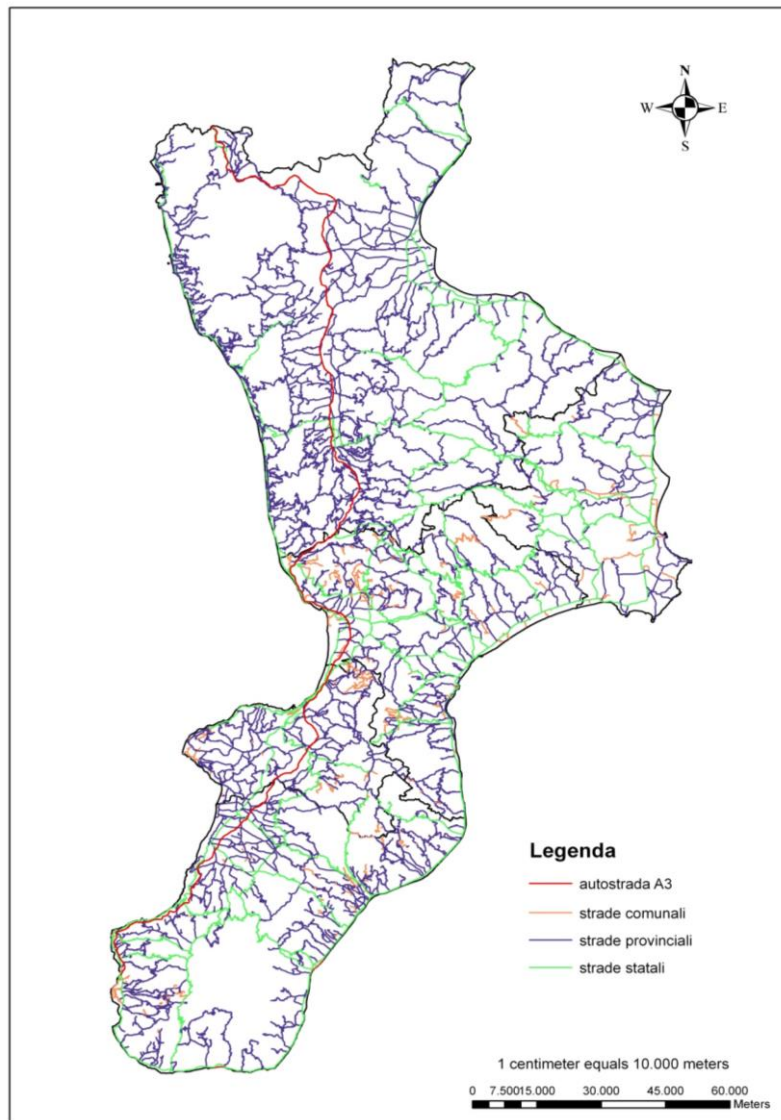 N
W E
S
Legenda
autostrada A3
strade comunali
strade provinciali
strade statali
1 centimeter equals 10.000 meters
0 7.50015.000 30.000 45.000 60.000
Meters